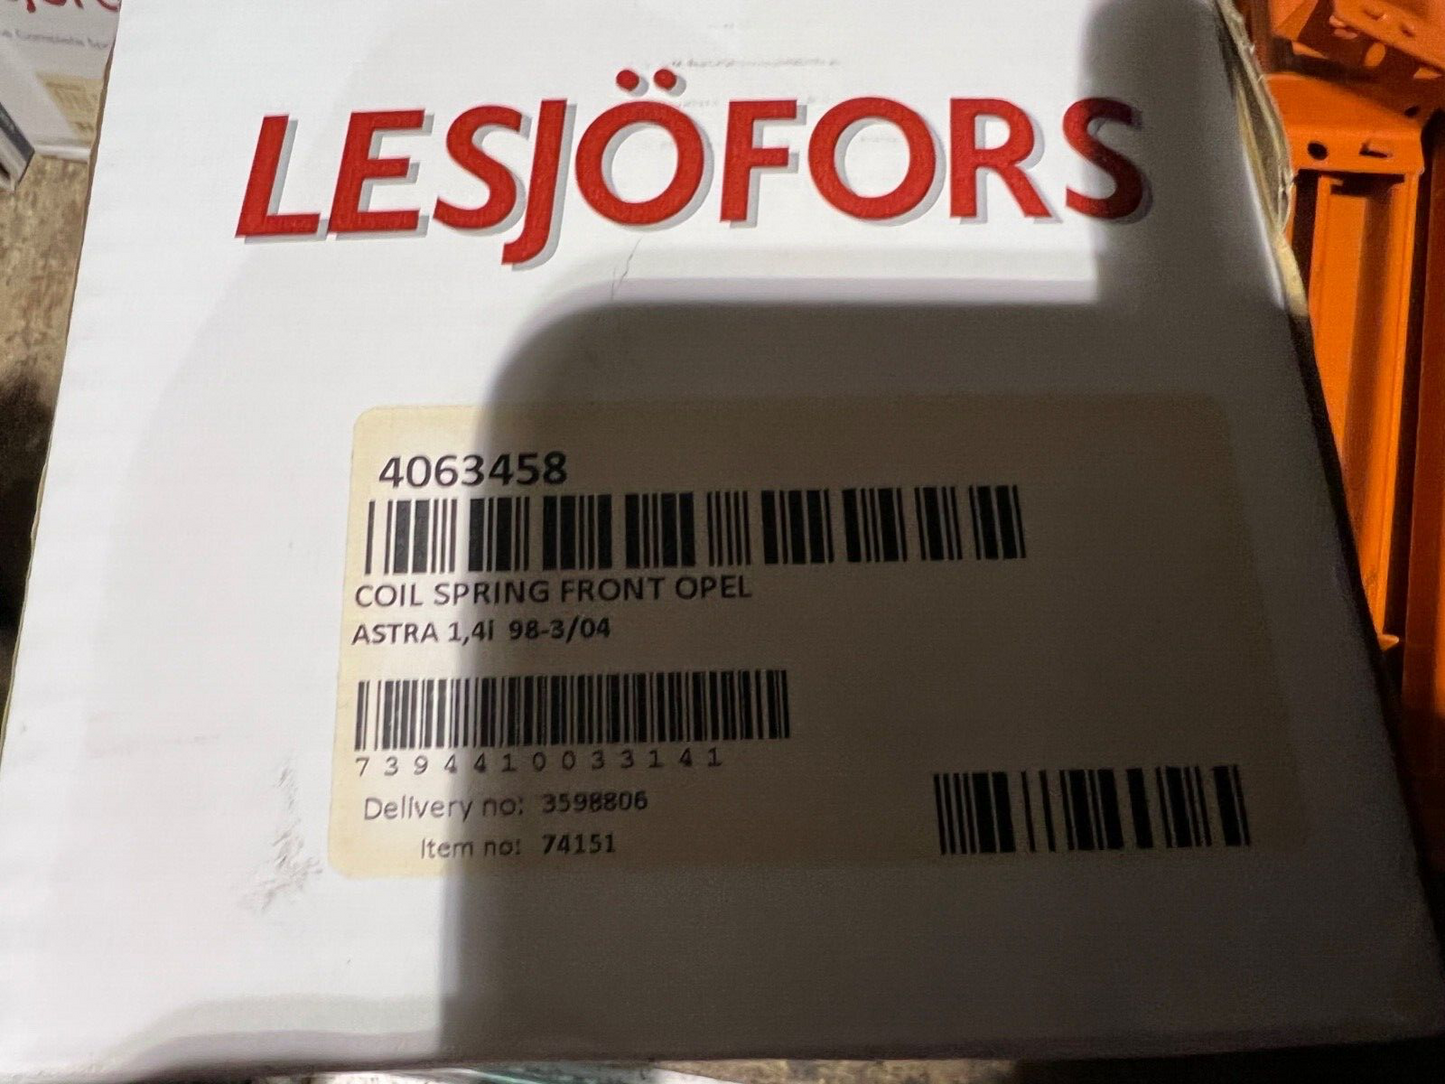 LESJÖFORS
4063458
COIL SPRING FRONT OPEL
ASTRA 1,4i 98-3/04
7394410033141
Delivery no: 3598806
Item no: 74151